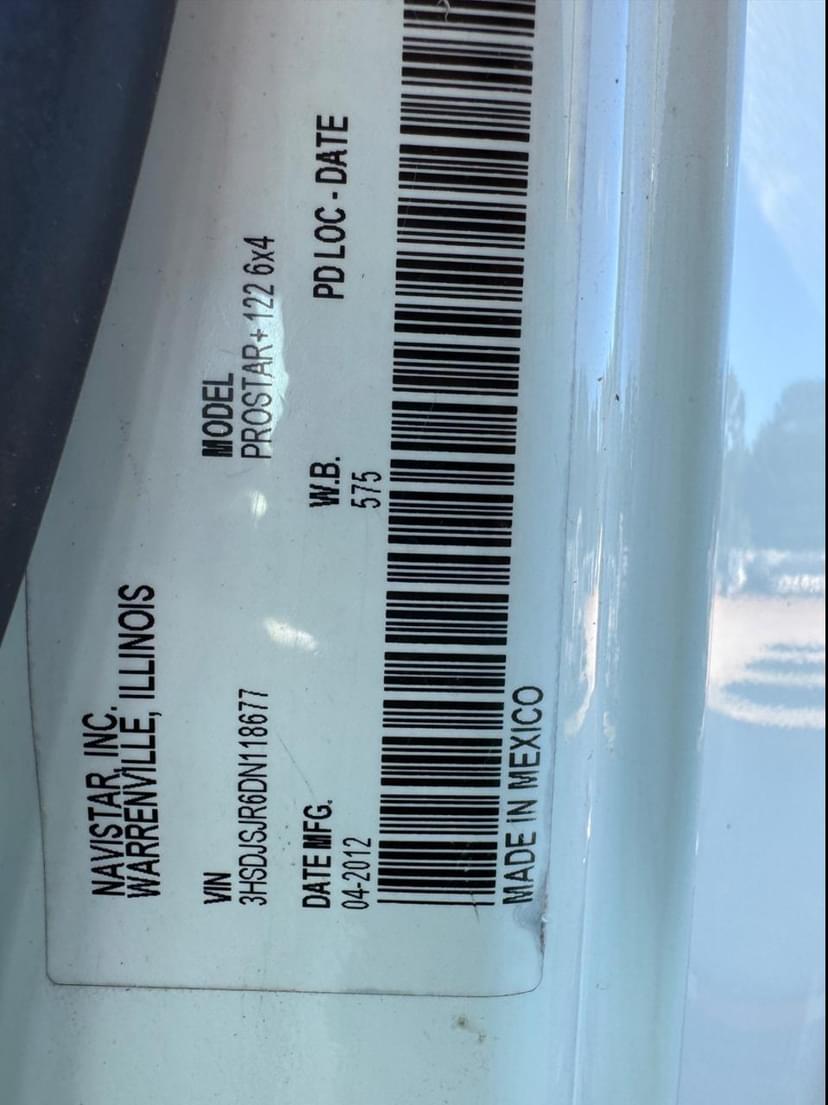 NAVISTAR, INC.
WARRENVILLE, ILLINOIS
VIN MODEL
3HSDJSJR6DN118677 PROSTAR+ 122 6x4
DATE MFG. W.B. PD LOC - DATE
04-2012 575
MADE IN MEXICO